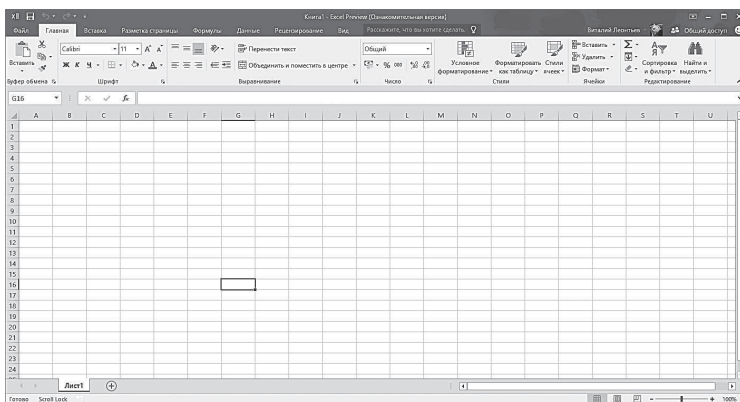 Книга1 - Excel Preview (Ознакомительная версия)
Файл Главная Вставка Разметка страницы Формулы Данные Рецензирование Вид Расскажите, что вы хотите сделать. Виталий Леонтьев Общий доступ
Calibri 11 A A Перенести текст Общий Вставить Σ
Вставить Ж К Ч A Объединить и поместить в центре % 000 Условное форматирование Форматировать как таблицу Стили ячеек Удалить Формат Сортировка и фильтр Найти и выделить
Буфер обмена Шрифт Выравнивание Число Стили Ячейки Редактирование
G16 fx
A B C D E F G H I J K L M N O P Q R S T U
1
2
3
4
5
6
7
8
9
10
11
12
13
14
15
16
17
18
19
20
21
22
23
24
Лист1
Готово Scroll Lock 100%